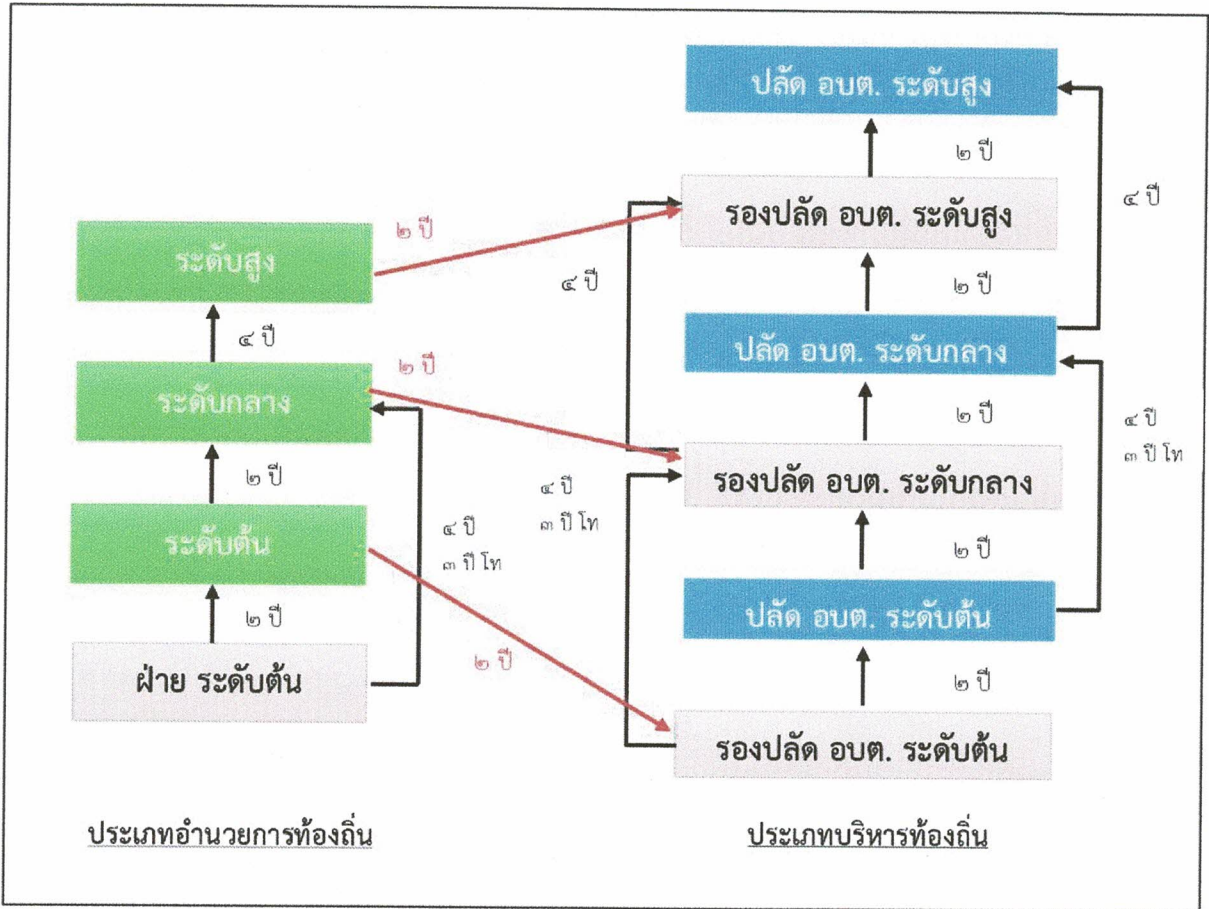 ปลัด อบต. ระดับสูง
๒ ปี
๔ ปี
รองปลัด อบต. ระดับสูง
๒ ปี
ระดับสูง
๔ ปี
๒ ปี
๔ ปี
ปลัด อบต. ระดับกลาง
๒ ปี
ระดับกลาง
๒ ปี
๔ ปี
๓ ปี โท
รองปลัด อบต. ระดับกลาง
๒ ปี
๔ ปี
๓ ปี โท
ระดับต้น
๔ ปี
๓ ปี โท
๒ ปี
ปลัด อบต. ระดับต้น
๒ ปี
๒ ปี
ฝ่าย ระดับต้น
๒ ปี
รองปลัด อบต. ระดับต้น
ประเภทอำนวยการท้องถิ่น
ประเภทบริหารท้องถิ่น